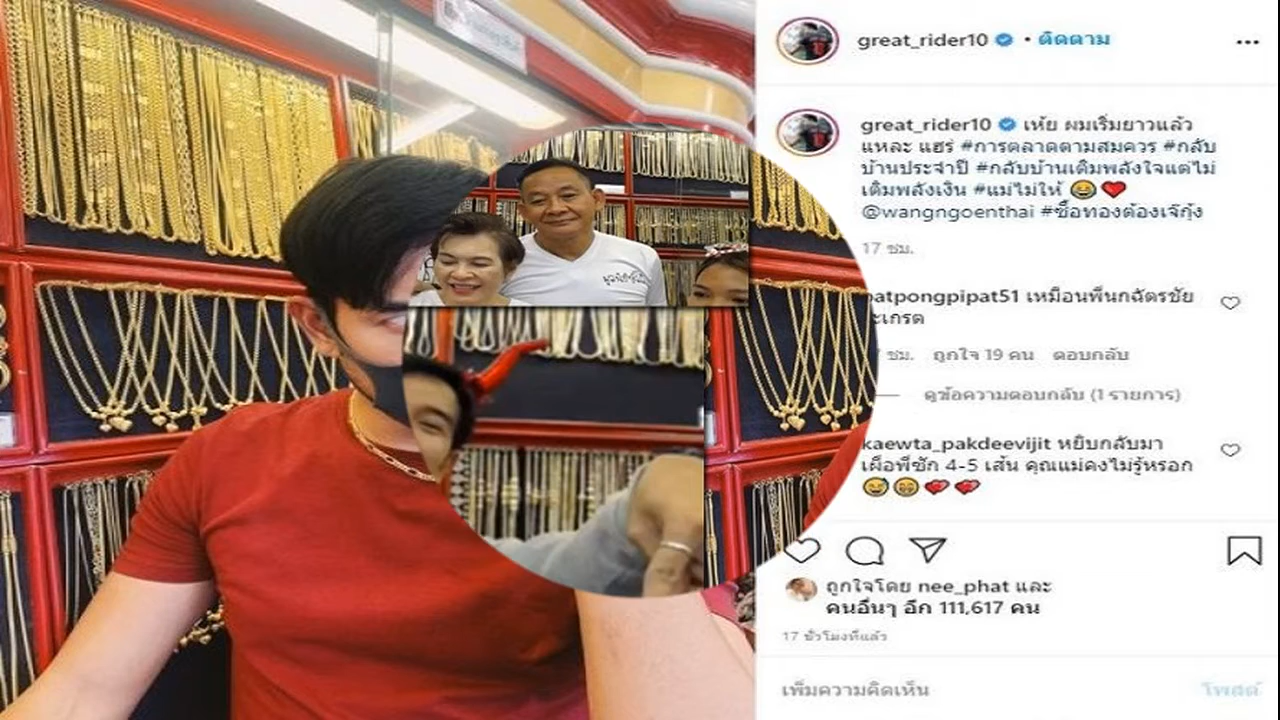 great_rider10 • ติดตาม
great_rider10 เห้ย ผมเริ่มยาวแล้ว
แหละ แฮร่ #การตลาดตามสมควร #กลับ
บ้านประจำปี #กลับบ้านเติมพลังใจแต่ไม่
เติมพลังเงิน #แม่ไม่ให้ 😂❤️
@wangngoenthai #ซื้อทองต้องเจ๊กุ้ง
17 ชม.
patpongpipat51 เหมือนพี่นกฉัตรชัย
ะเกรด
ชม. ถูกใจ 19 คน ตอบกลับ
ดูข้อความตอบกลับ (1 รายการ)
kaewta_pakdeevijit หยิบกลับมา
เผื่อพี่ซัก 4-5 เส้น คุณแม่คงไม่รู้หรอก
😅😁💕💕
ถูกใจโดย nee_phat และ
คนอื่นๆ อีก 111,617 คน
17 ชั่วโมงที่แล้ว
เพิ่มความคิดเห็น
โพสต์